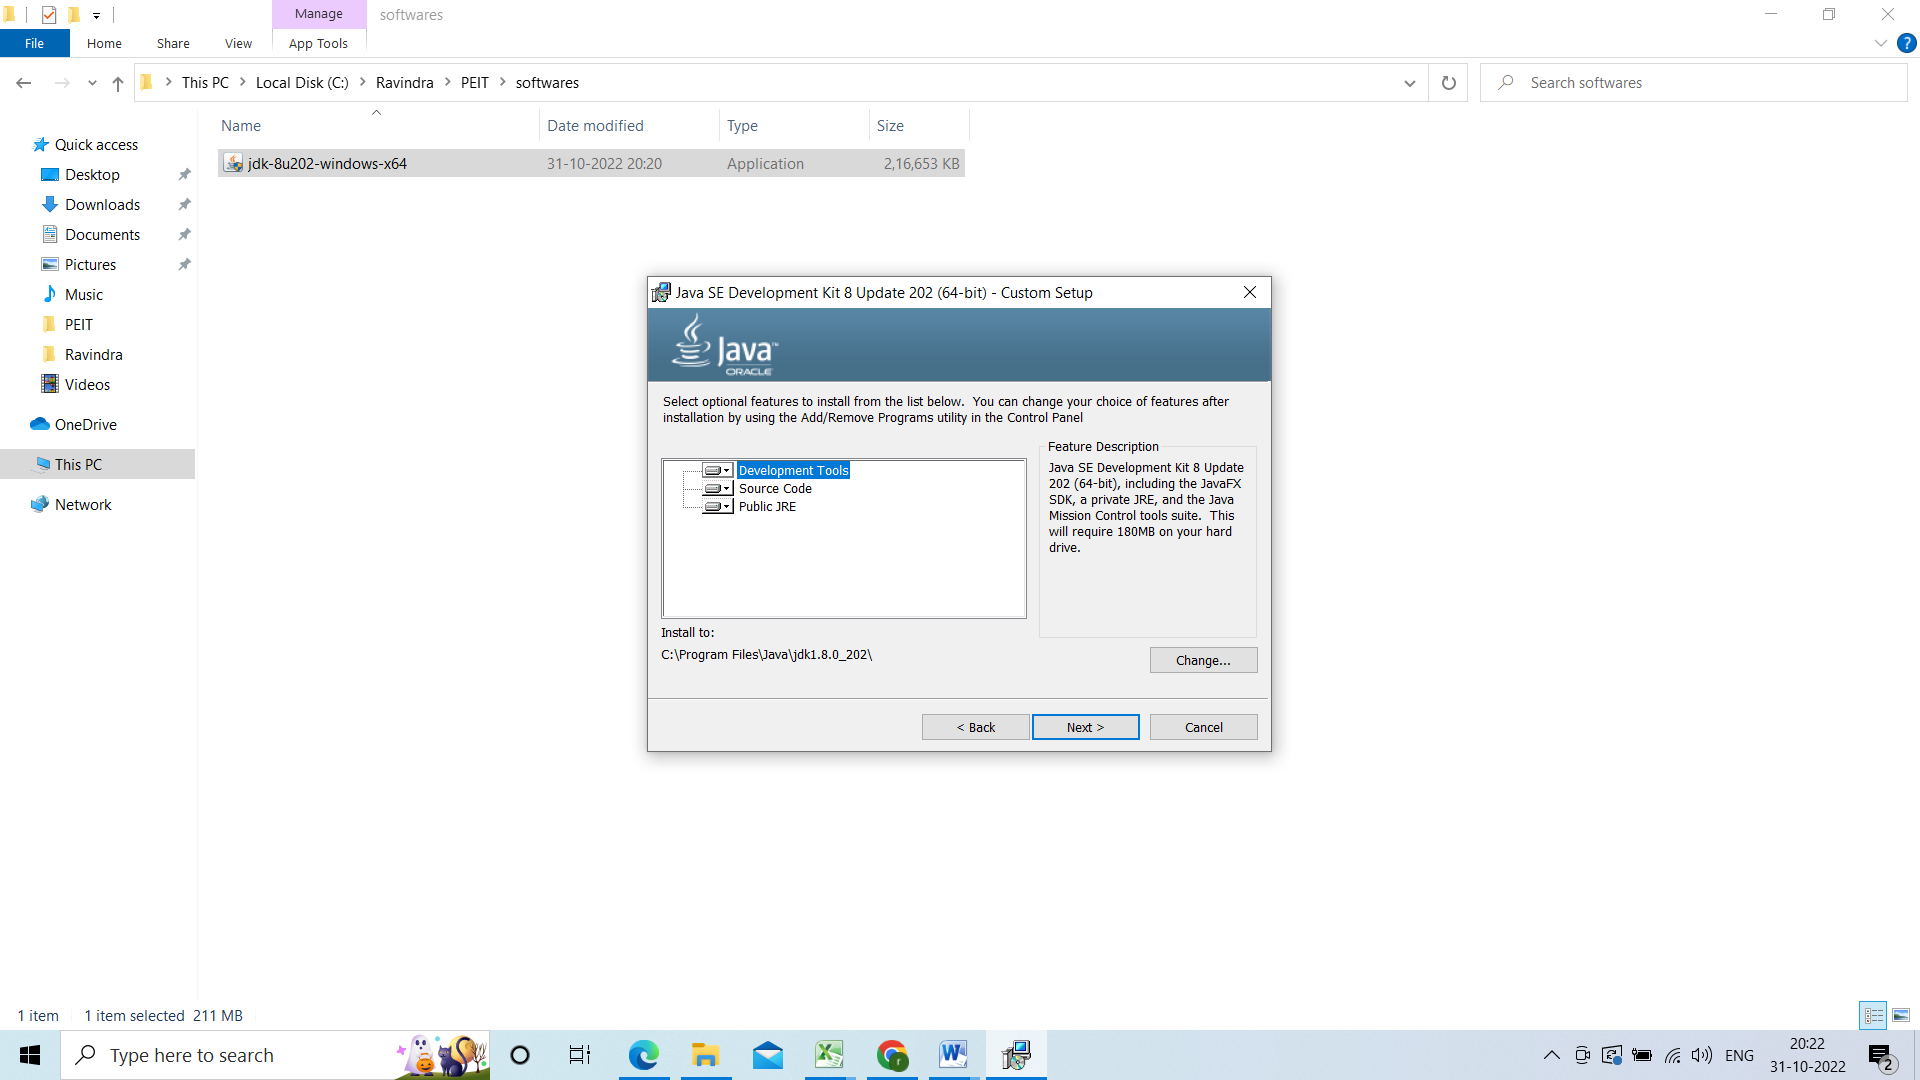 Manage
softwares
File
Home
Share
View
App Tools
?
This PC > Local Disk (C:) > Ravindra > PEIT > softwares
Search softwares
Name
Date modified
Type
Size
jdk-8u202-windows-x64
31-10-2022 20:20
Application
2,16,653 KB
Quick access
Desktop
Downloads
Documents
Pictures
Music
PEIT
Ravindra
Videos
OneDrive
This PC
Network
Java SE Development Kit 8 Update 202 (64-bit) - Custom Setup
Java™
ORACLE
Select optional features to install from the list below. You can change your choice of features after
installation by using the Add/Remove Programs utility in the Control Panel
Development Tools
Source Code
Public JRE
Feature Description
Java SE Development Kit 8 Update
202 (64-bit), including the JavaFX
SDK, a private JRE, and the Java
Mission Control tools suite. This
will require 180MB on your hard
drive.
Install to:
C:\Program Files\Java\jdk1.8.0_202\
Change...
< Back
Next >
Cancel
1 item
1 item selected 211 MB
Type here to search
r
ENG
20:22
31-10-2022
2